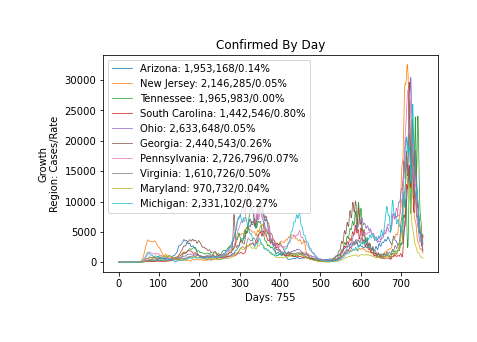 Confirmed By Day
Growth
Region: Cases/Rate
30000
25000
20000
15000
10000
5000
0
Arizona: 1,953,168/0.14%
New Jersey: 2,146,285/0.05%
Tennessee: 1,965,983/0.00%
South Carolina: 1,442,546/0.80%
Ohio: 2,633,648/0.05%
Georgia: 2,440,543/0.26%
Pennsylvania: 2,726,796/0.07%
Virginia: 1,610,726/0.50%
Maryland: 970,732/0.04%
Michigan: 2,331,102/0.27%
0 100 200 300 400 500 600 700
Days: 755